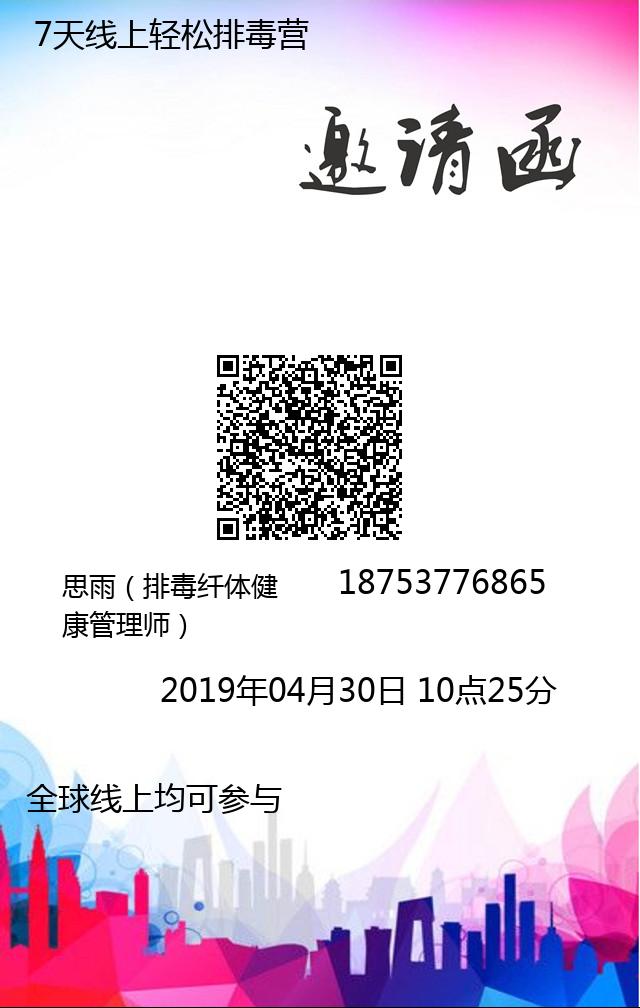 7天线上轻松排毒营
邀请函
思雨（排毒纤体健
康管理师）
18753776865
2019年04月30日 10点25分
全球线上均可参与